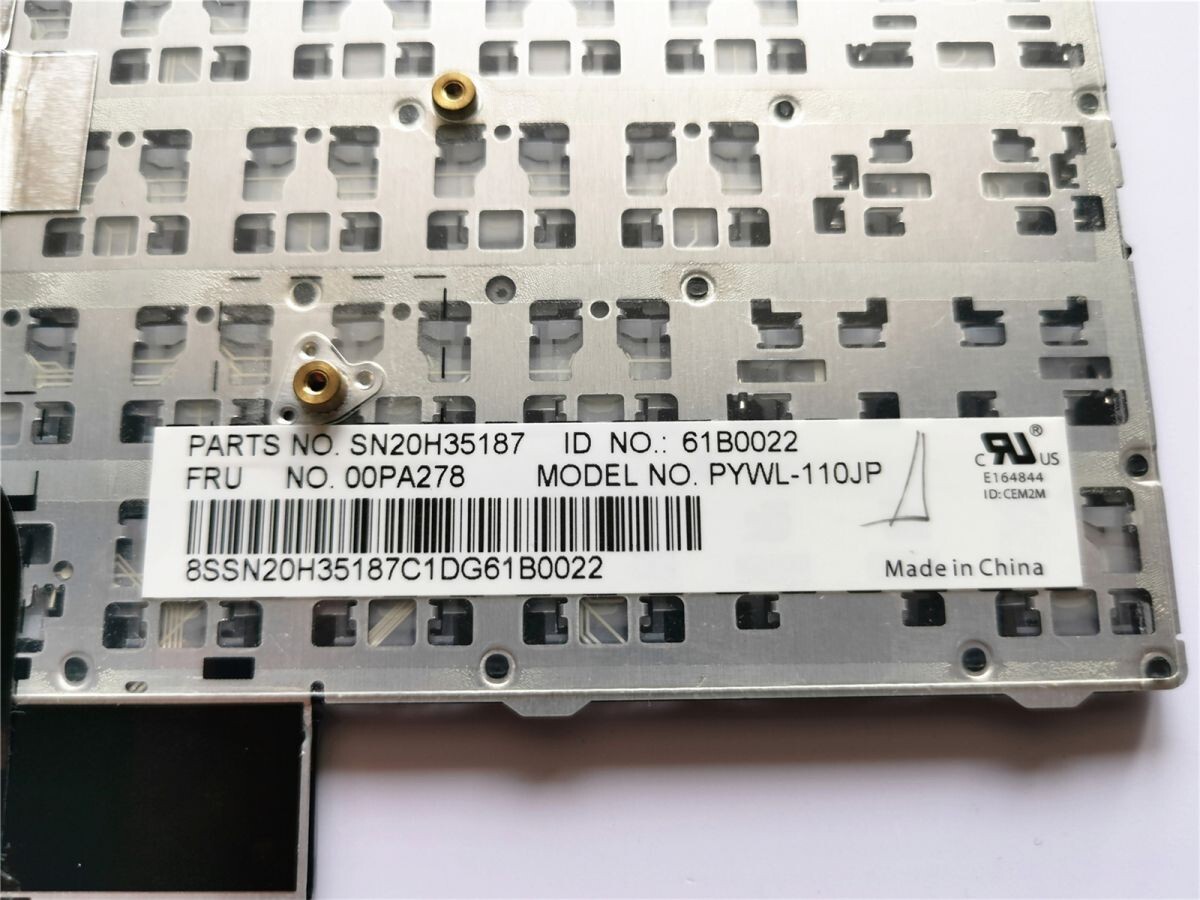 PARTS NO. SN20H35187 ID NO.: 61B0022
FRU NO. 00PA278 MODEL NO. PYWL-110JP
8SSN20H35187C1DG61B0022
c RU ® US
E164844
ID: CEM2M
Made in China